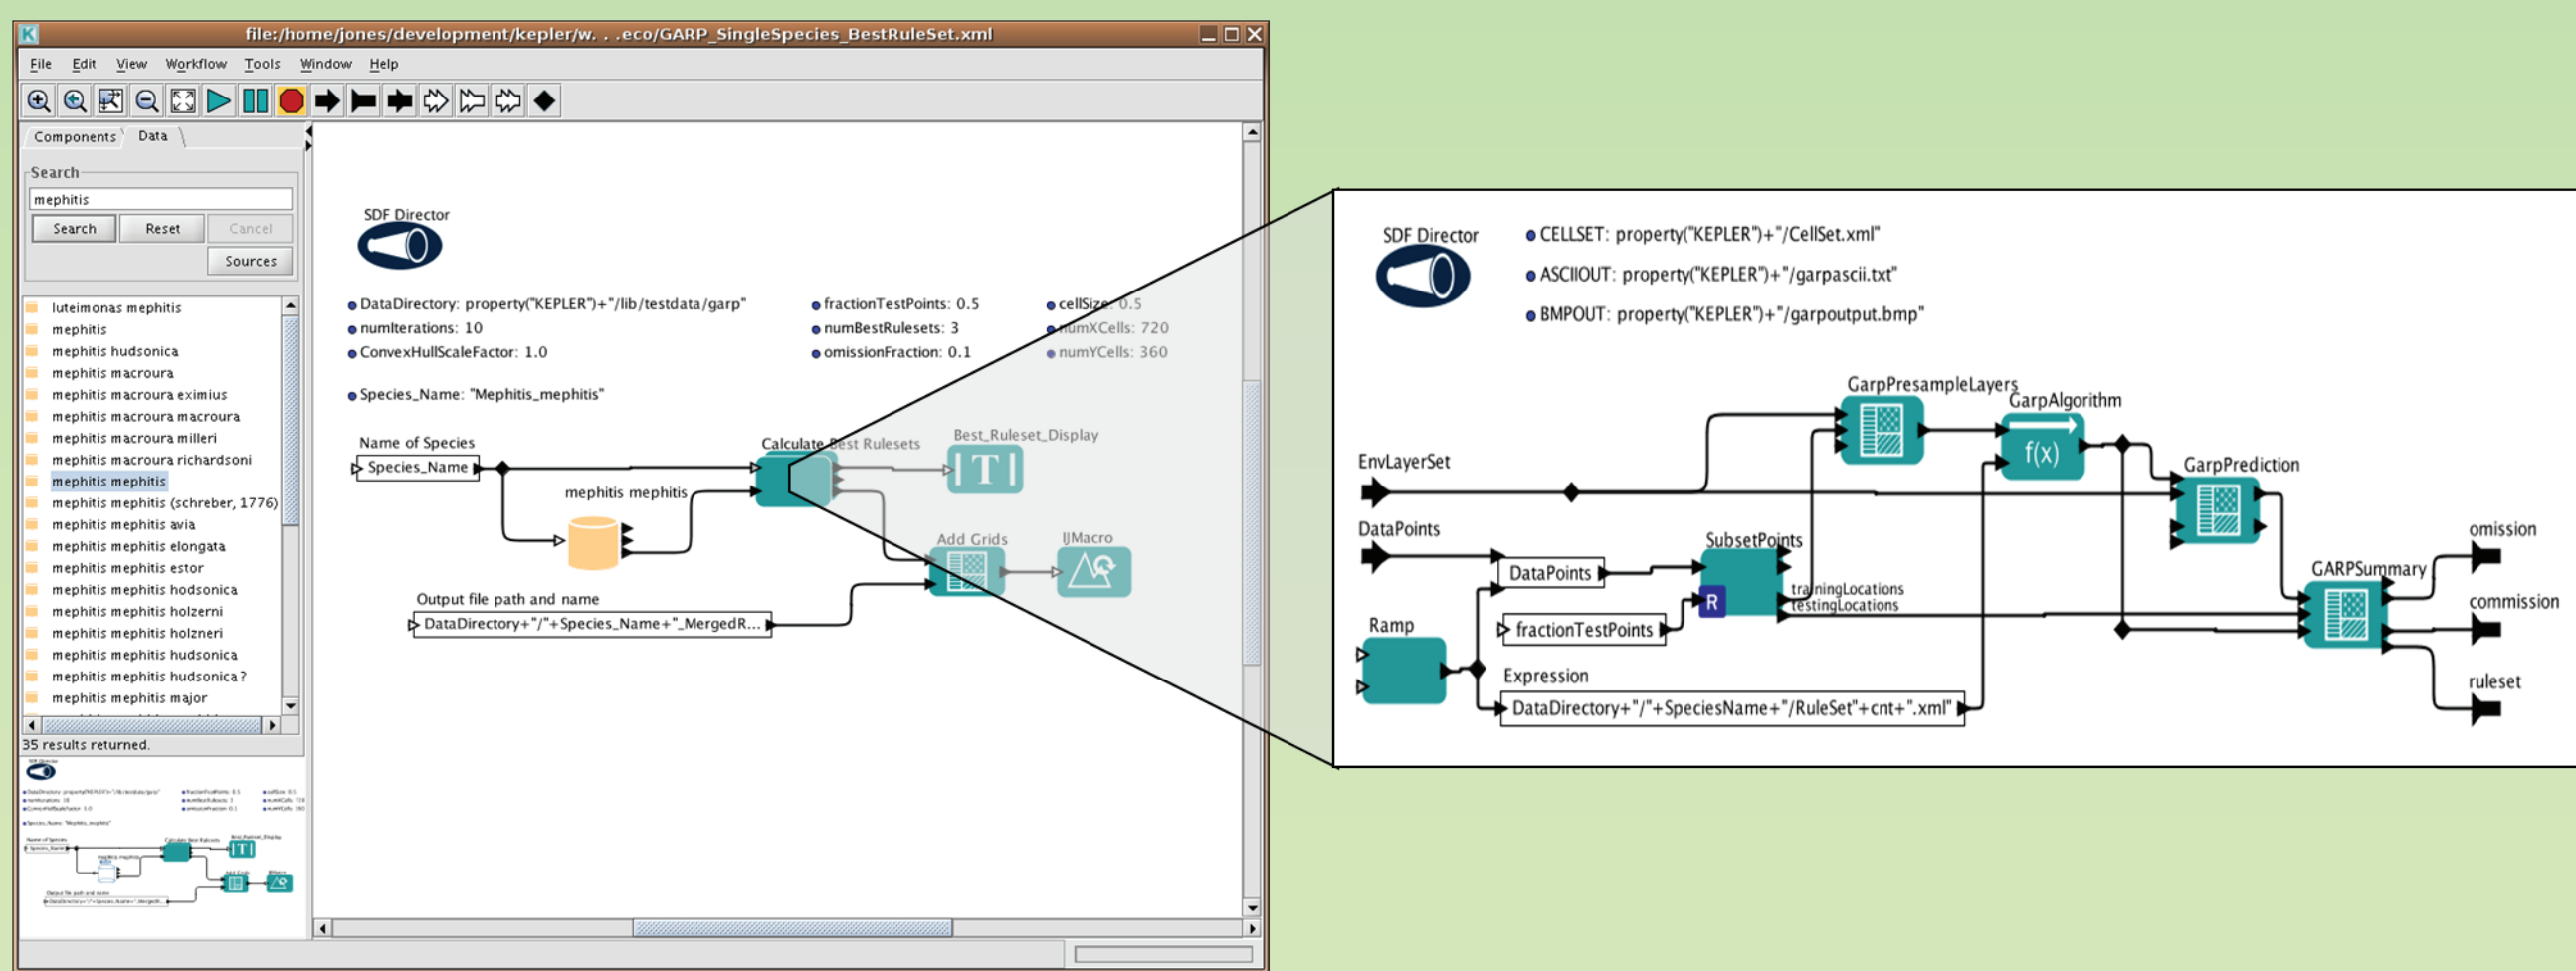 file:/home/jones/development/kepler/w. . .eco/GARP_SingleSpecies_BestRuleSet.xml
File Edit View Workflow Tools Window Help
Components Data
Search
mephitis
Search Reset Cancel
Sources
luteimonas mephitis
mephitis
mephitis hudsonica
mephitis macroura
mephitis macroura eximius
mephitis macroura macroura
mephitis macroura milleri
mephitis macroura richardsoni
mephitis mephitis
mephitis mephitis (schreber, 1776)
mephitis mephitis avia
mephitis mephitis elongata
mephitis mephitis estor
mephitis mephitis hodsonica
mephitis mephitis holzerni
mephitis mephitis holzneri
mephitis mephitis hudsonica
mephitis mephitis hudsonica?
mephitis mephitis major
35 results returned.
SDF Director
DataDirectory: property("KEPLER")+"/lib/testdata/garp"
numIterations: 10
ConvexHullScaleFactor: 1.0
fractionTestPoints: 0.5
numBestRulesets: 3
omissionFraction: 0.1
cellSize: 0.5
numXCells: 720
numYCells: 360
Species_Name: "Mephitis_mephitis"
Name of Species
Species_Name
mephitis mephitis
Calculate Best Rulesets
Best_Ruleset_Display
T
Add Grids
IJMacro
Output file path and name
DataDirectory+"/"+Species_Name+"_MergedR...
SDF Director
CELLSET: property("KEPLER")+"/CellSet.xml"
ASCIIOUT: property("KEPLER")+"/garpascii.txt"
BMPOUT: property("KEPLER")+"/garpoutput.bmp"
GarpPresampleLayers
GarpAlgorithm
f(x)
EnvLayerSet
GarpPrediction
DataPoints
DataPoints
SubsetPoints
R
trainingLocations
testingLocations
fractionTestPoints
Ramp
Expression
DataDirectory+"/"+SpeciesName+"/RuleSet"+cnt+".xml"
GARPSummary
omission
commission
ruleset